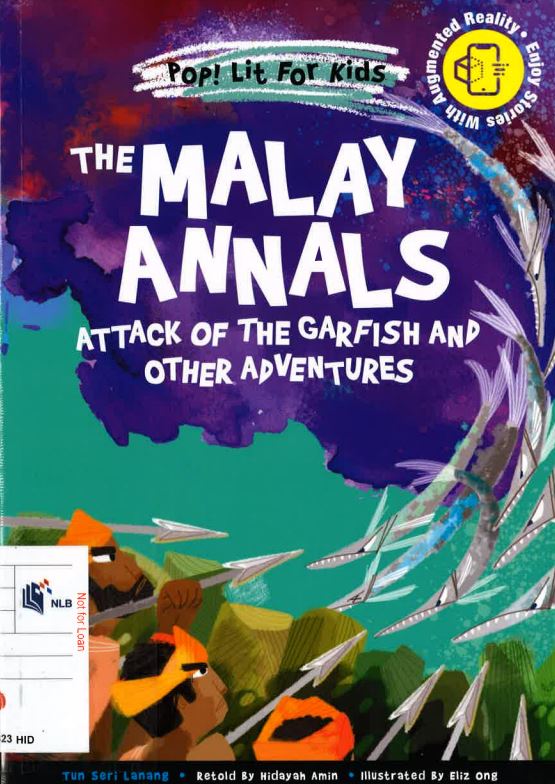 Pop! Lit For Kids
Augmented Reality • Enjoy Stories With
THE MALAY
ANNALS
ATTACK OF THE GARFISH AND
OTHER ADVENTURES
NLB
Not for Loan
23 HID
Tun Seri Lanang • Retold By Hidayah Amin • Illustrated By Eliz Ong